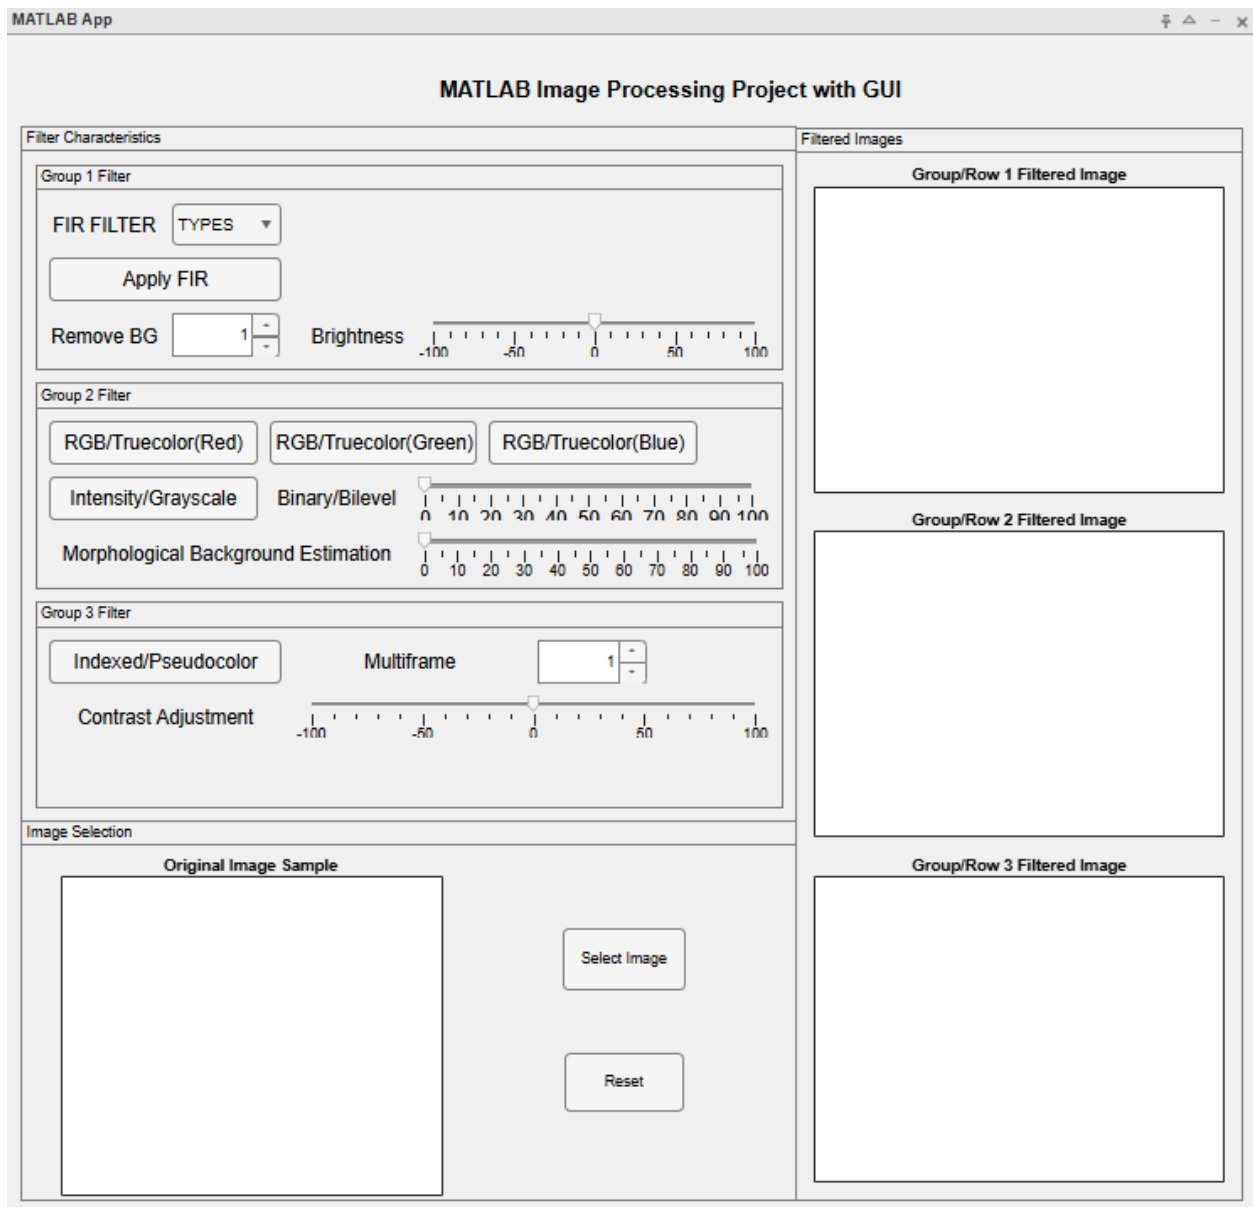 MATLAB App
MATLAB Image Processing Project with GUI
Filter Characteristics
Group 1 Filter
FIR FILTER TYPES
Apply FIR
Remove BG 1 Brightness
-100 -50 0 50 100
Group 2 Filter
RGB/Truecolor(Red) RGB/Truecolor(Green) RGB/Truecolor(Blue)
Intensity/Grayscale Binary/Bilevel
0 10 20 30 40 50 60 70 80 90 100
Morphological Background Estimation
0 10 20 30 40 50 60 70 80 90 100
Group 3 Filter
Indexed/Pseudocolor Multiframe 1
Contrast Adjustment
-100 -50 0 50 100
Image Selection
Original Image Sample
Select Image
Reset
Filtered Images
Group/Row 1 Filtered Image
Group/Row 2 Filtered Image
Group/Row 3 Filtered Image